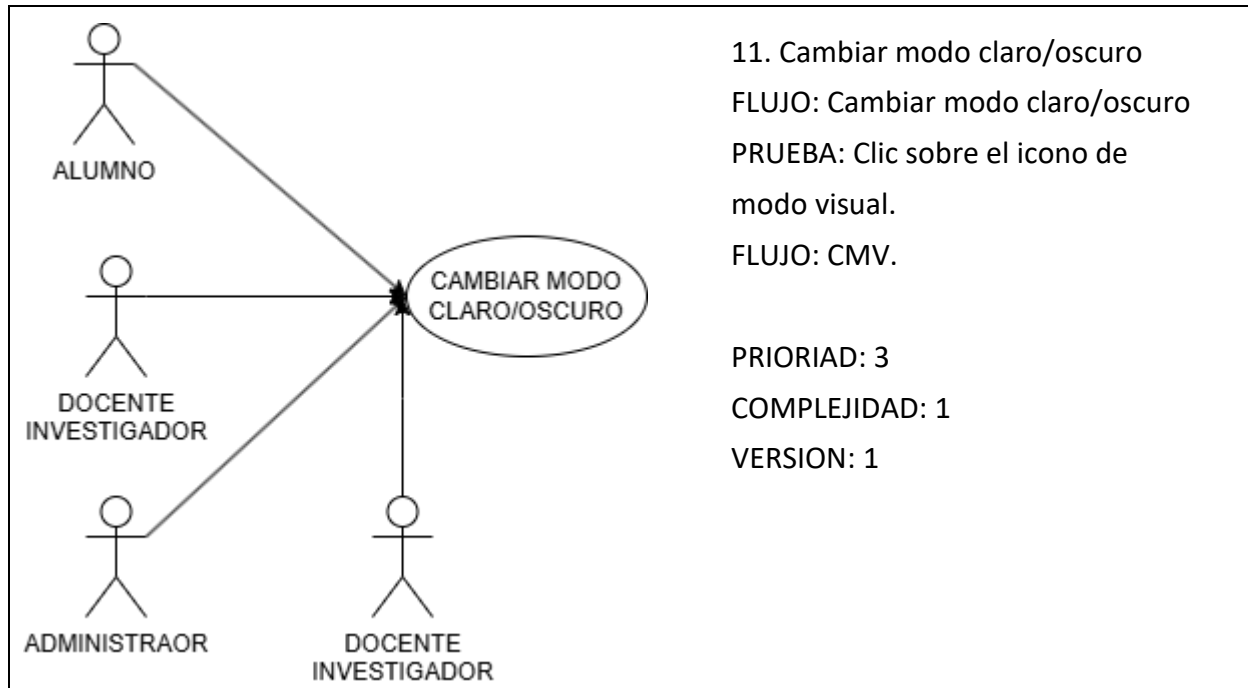 ALUMNO
DOCENTE
INVESTIGADOR
ADMINISTRAOR
DOCENTE
INVESTIGADOR
CAMBIAR MODO
CLARO/OSCURO
11. Cambiar modo claro/oscuro
FLUJO: Cambiar modo claro/oscuro
PRUEBA: Clic sobre el icono de
modo visual.
FLUJO: CMV.
PRIORIAD: 3
COMPLEJIDAD: 1
VERSION: 1